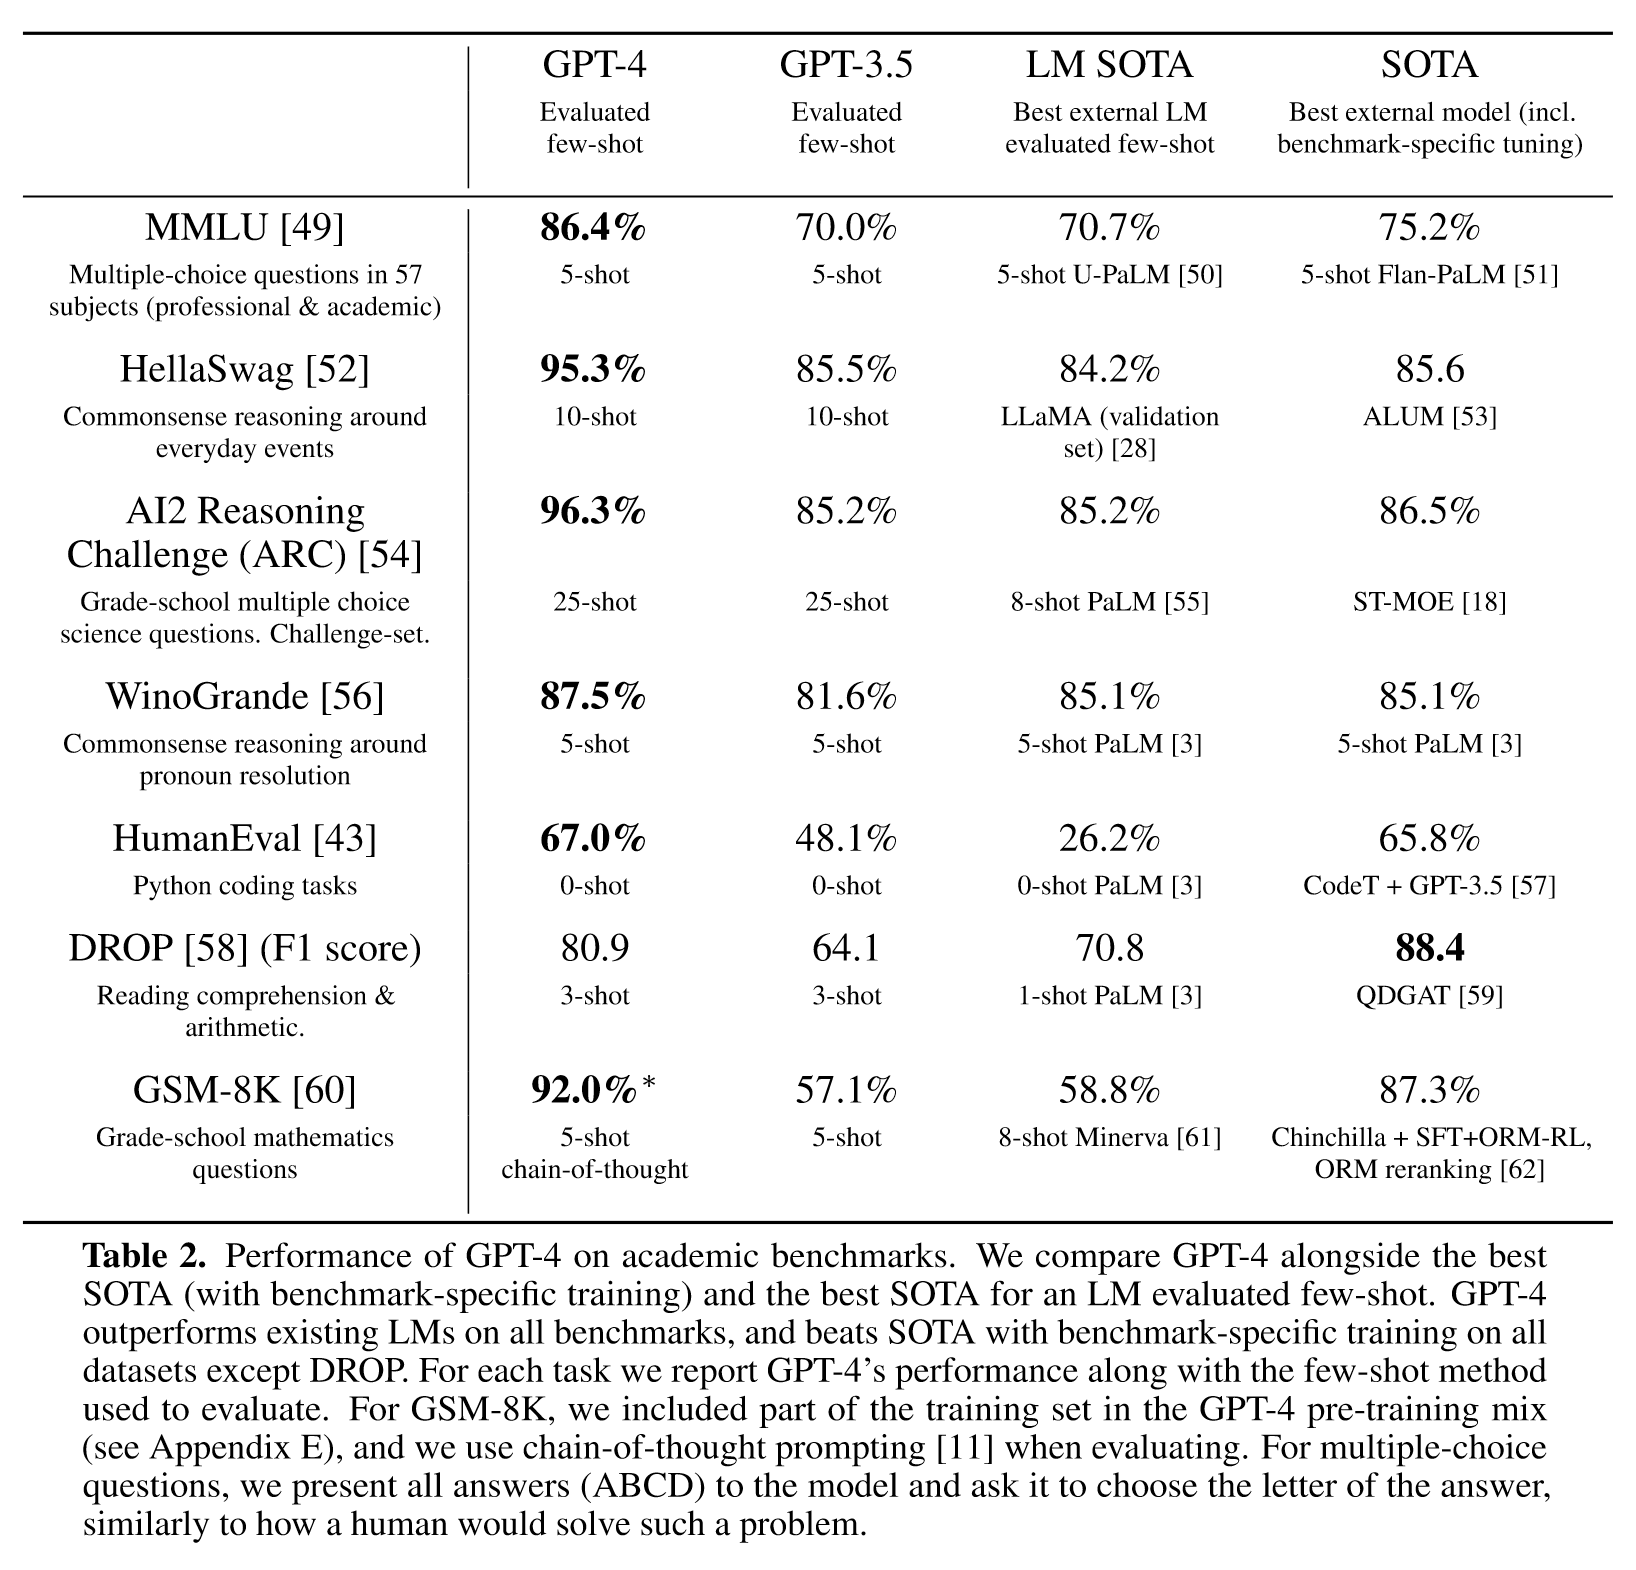 GPT-4 GPT-3.5 LM SOTA SOTA
Evaluated Evaluated Best external LM Best external model (incl.
few-shot few-shot evaluated few-shot benchmark-specific tuning)
MMLU [49] 86.4% 70.0% 70.7% 75.2%
Multiple-choice questions in 57 5-shot 5-shot 5-shot U-PaLM [50] 5-shot Flan-PaLM [51]
subjects (professional & academic)
HellaSwag [52] 95.3% 85.5% 84.2% 85.6
Commonsense reasoning around 10-shot 10-shot LLaMA (validation ALUM [53]
everyday events set) [28]
AI2 Reasoning 96.3% 85.2% 85.2% 86.5%
Challenge (ARC) [54]
Grade-school multiple choice 25-shot 25-shot 8-shot PaLM [55] ST-MOE [18]
science questions. Challenge-set.
WinoGrande [56] 87.5% 81.6% 85.1% 85.1%
Commonsense reasoning around 5-shot 5-shot 5-shot PaLM [3] 5-shot PaLM [3]
pronoun resolution
HumanEval [43] 67.0% 48.1% 26.2% 65.8%
Python coding tasks 0-shot 0-shot 0-shot PaLM [3] CodeT + GPT-3.5 [57]
DROP [58] (F1 score) 80.9 64.1 70.8 88.4
Reading comprehension & 3-shot 3-shot 1-shot PaLM [3] QDGAT [59]
arithmetic.
GSM-8K [60] 92.0%* 57.1% 58.8% 87.3%
Grade-school mathematics 5-shot 5-shot 8-shot Minerva [61] Chinchilla + SFT+ORM-RL,
questions chain-of-thought ORM reranking [62]
Table 2. Performance of GPT-4 on academic benchmarks. We compare GPT-4 alongside the best
SOTA (with benchmark-specific training) and the best SOTA for an LM evaluated few-shot. GPT-4
outperforms existing LMs on all benchmarks, and beats SOTA with benchmark-specific training on all
datasets except DROP. For each task we report GPT-4's performance along with the few-shot method
used to evaluate. For GSM-8K, we included part of the training set in the GPT-4 pre-training mix
(see Appendix E), and we use chain-of-thought prompting [11] when evaluating. For multiple-choice
questions, we present all answers (ABCD) to the model and ask it to choose the letter of the answer,
similarly to how a human would solve such a problem.